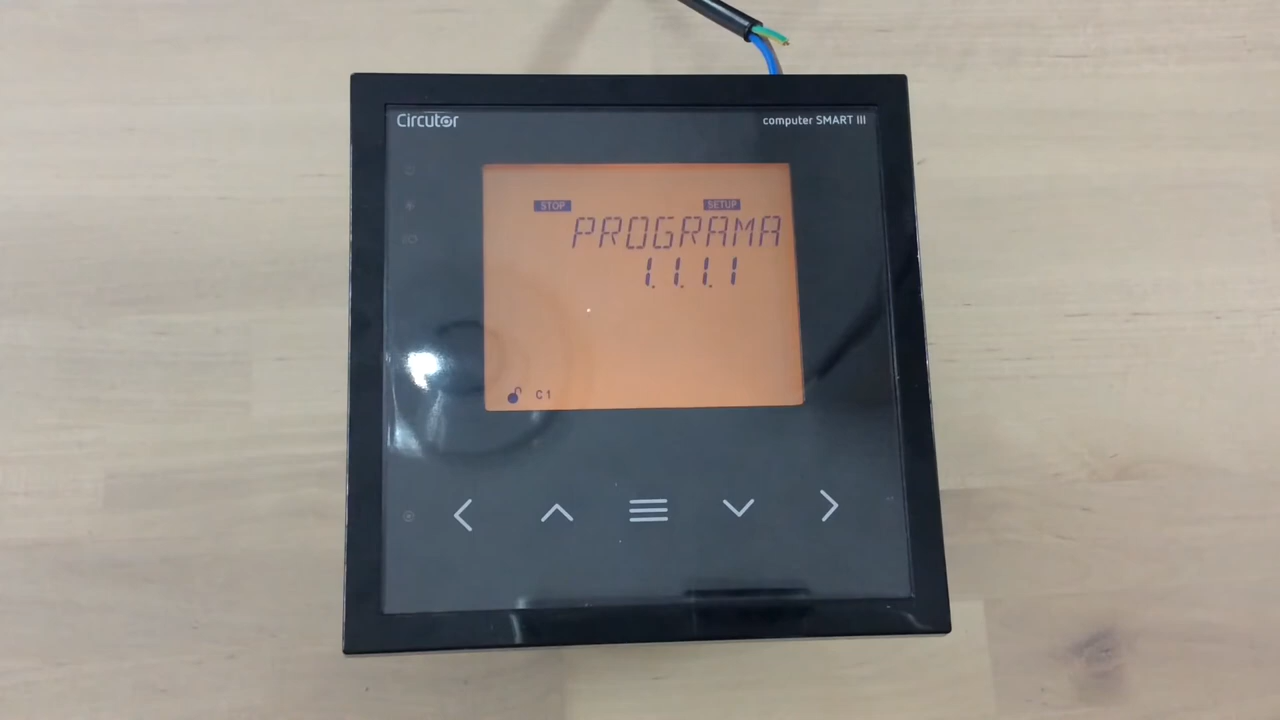 Circutor
computer SMART III
STOP
SETUP
PROGRAMA
1.1.1.1
C1